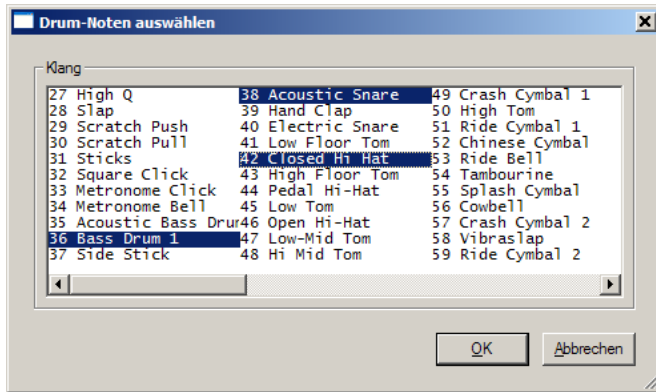 Drum-Noten auswählen
Klang
27 High Q
28 Slap
29 Scratch Push
30 Scratch Pull
31 Sticks
32 Square Click
33 Metronome Click
34 Metronome Bell
35 Acoustic Bass Drur
36 Bass Drum 1
37 Side Stick
38 Acoustic Snare
39 Hand Clap
40 Electric Snare
41 Low Floor Tom
42 Closed Hi Hat
43 High Floor Tom
44 Pedal Hi-Hat
45 Low Tom
46 Open Hi-Hat
47 Low-Mid Tom
48 Hi Mid Tom
49 Crash Cymbal 1
50 High Tom
51 Ride Cymbal 1
52 Chinese Cymbal
53 Ride Bell
54 Tambourine
55 Splash Cymbal
56 Cowbell
57 Crash Cymbal 2
58 Vibraslap
59 Ride Cymbal 2
OK
Abbrechen